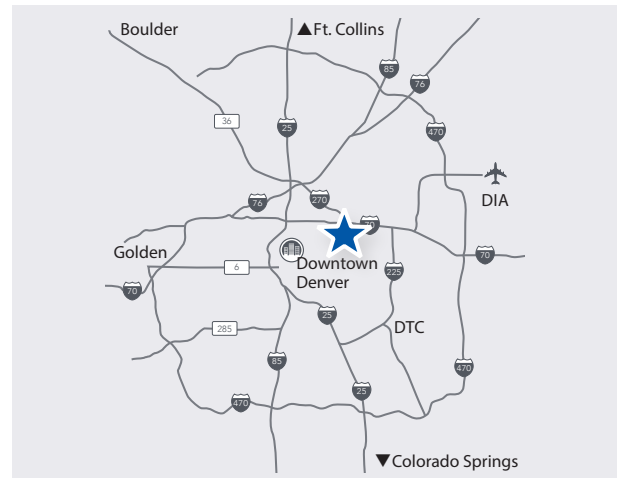 Boulder
▲Ft. Collins
85
76
36
25
470
DIA
76
270
70
Golden
6
Downtown
Denver
70
225
70
25
285
DTC
85
470
25
470
▼Colorado Springs